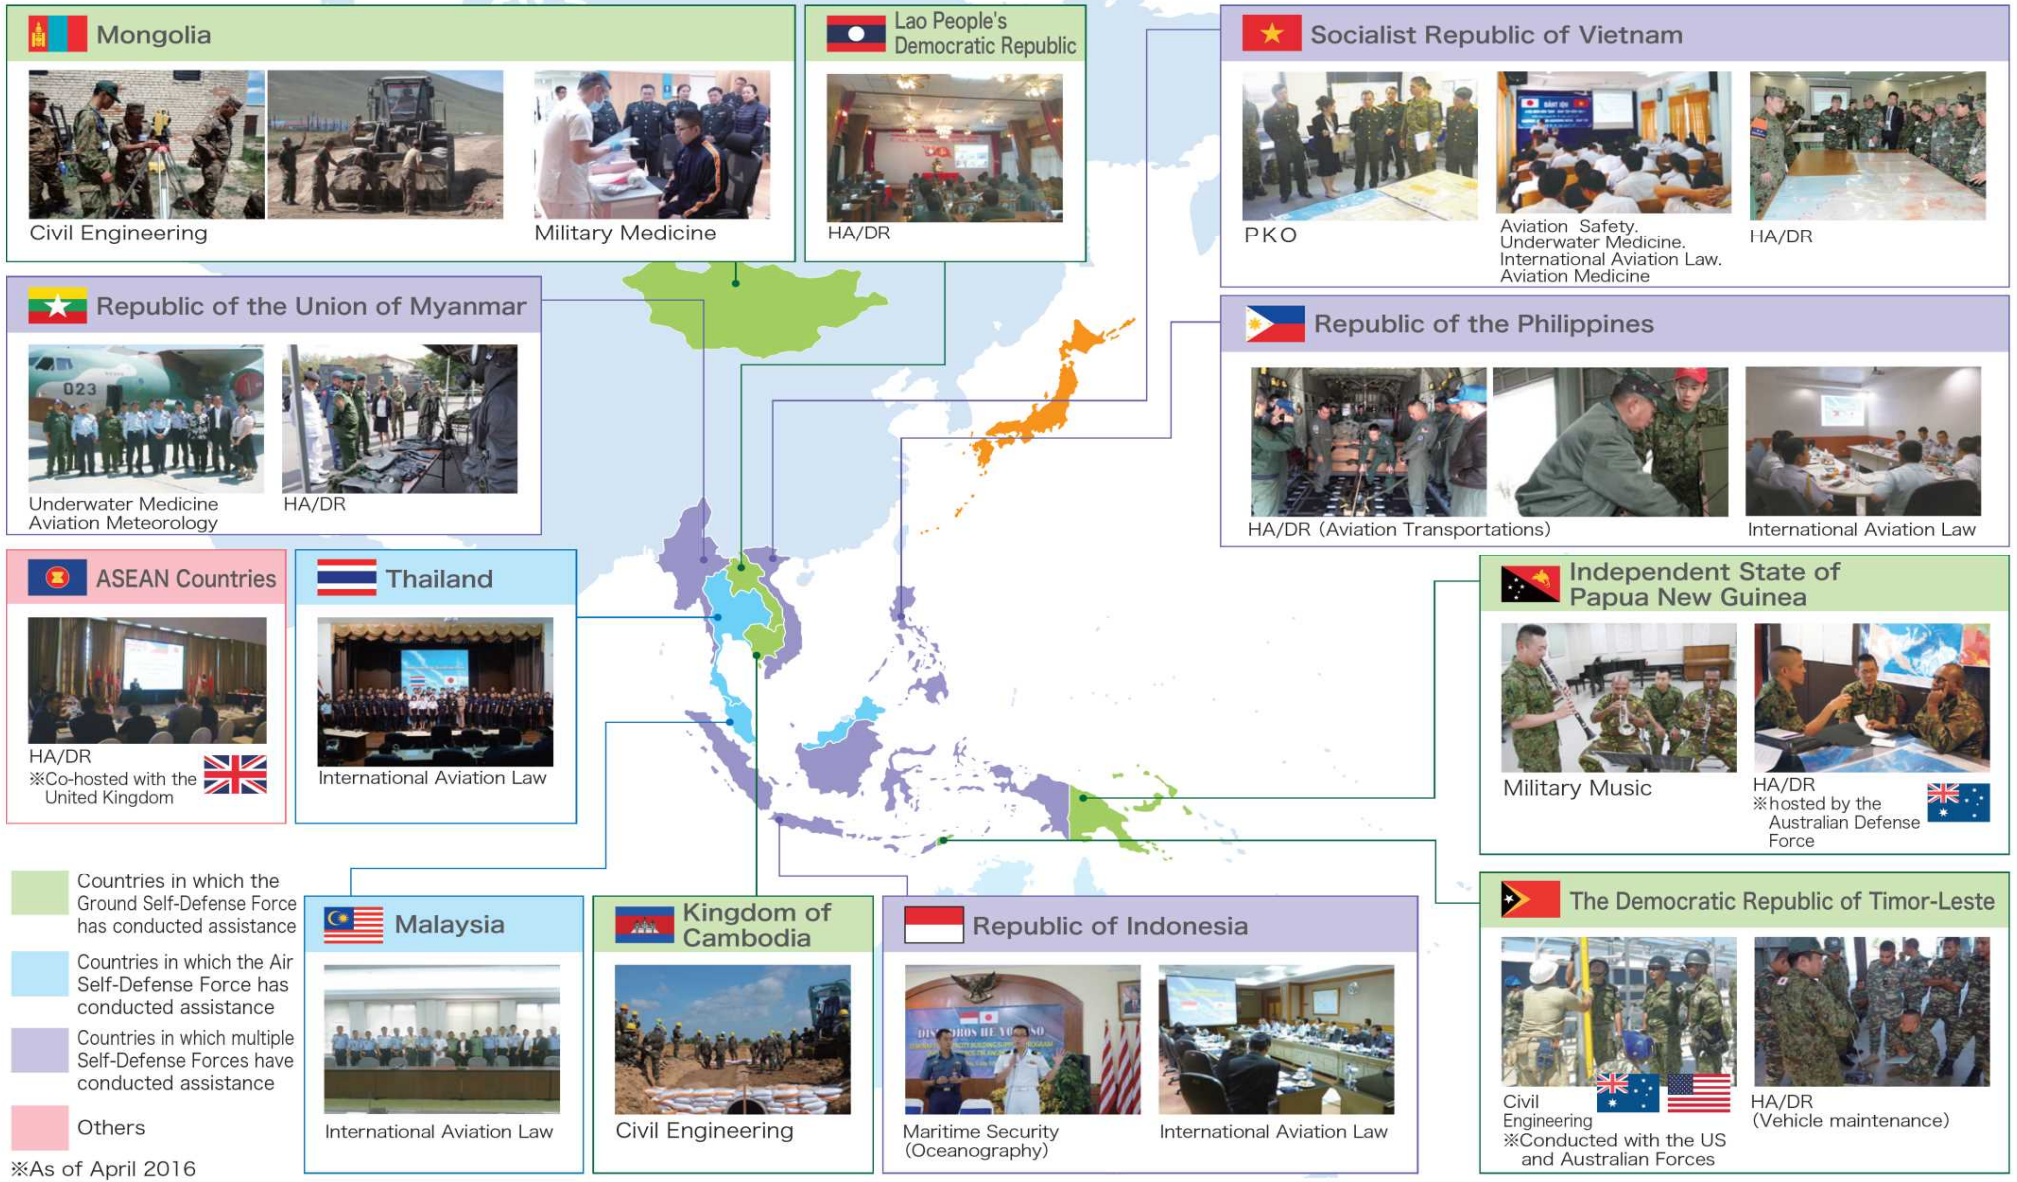 Mongolia
Civil Engineering
Military Medicine
Lao People's
Democratic Republic
HA/DR
Socialist Republic of Vietnam
PKO
Aviation Safety.
Underwater Medicine.
International Aviation Law.
Aviation Medicine
HA/DR
Republic of the Union of Myanmar
023
Underwater Medicine
Aviation Meteorology
HA/DR
Republic of the Philippines
HA/DR (Aviation Transportations)
International Aviation Law
ASEAN Countries
HA/DR
※Co-hosted with the
United Kingdom
Thailand
International Aviation Law
Independent State of
Papua New Guinea
Military Music
HA/DR
※hosted by the
Australian Defense
Force
Countries in which the
Ground Self-Defense Force
has conducted assistance
Countries in which the Air
Self-Defense Force has
conducted assistance
Countries in which multiple
Self-Defense Forces have
conducted assistance
Others
※As of April 2016
Malaysia
International Aviation Law
Kingdom of
Cambodia
Civil Engineering
Republic of Indonesia
Maritime Security
(Oceanography)
International Aviation Law
The Democratic Republic of Timor-Leste
Civil
Engineering
※Conducted with the US
and Australian Forces
HA/DR
(Vehicle maintenance)